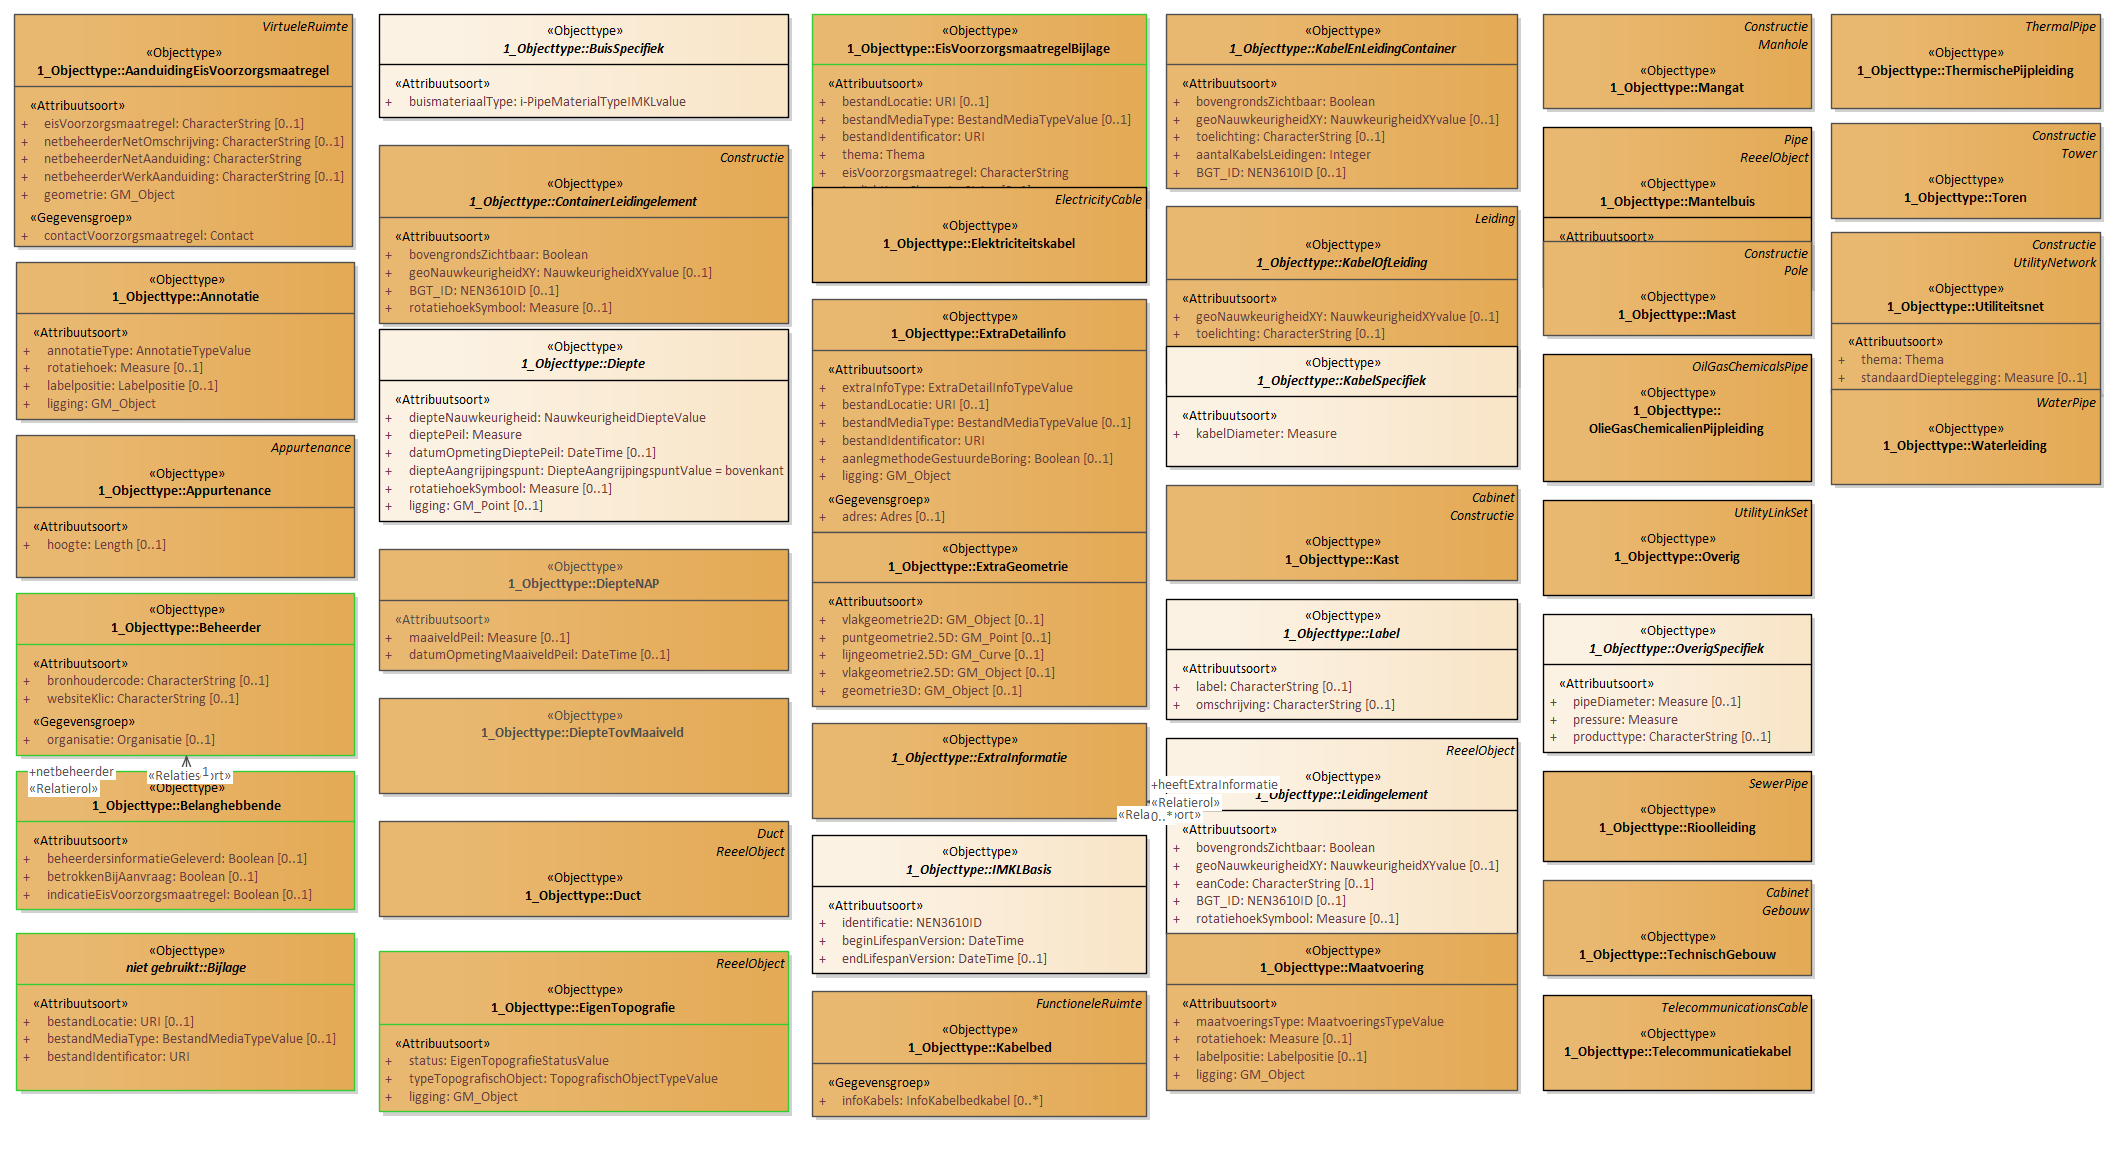 VirtueleRuimte
«Objecttype»
1_Objecttype::AanduidingEisVoorzorgsmaatregel
«Attribuutsoort»
+ eisVoorzorgsmaatregel: CharacterString [0..1]
+ netbeheerderNetOmschrijving: CharacterString [0..1]
+ netbeheerderNetAanduiding: CharacterString
+ netbeheerderWerkAanduiding: CharacterString [0..1]
+ geometrie: GM_Object
«Gegevensgroep»
+ contactVoorzorgsmaatregel: Contact
«Objecttype»
1_Objecttype::Annotatie
«Attribuutsoort»
+ annotatieType: AnnotatieTypeValue
+ rotatiehoek: Measure [0..1]
+ labelpositie: Labelpositie [0..1]
+ ligging: GM_Object
Appurtenance
«Objecttype»
1_Objecttype::Appurtenance
«Attribuutsoort»
+ hoogte: Length [0..1]
«Objecttype»
1_Objecttype::Beheerder
«Attribuutsoort»
+ bronhoudercode: CharacterString [0..1]
+ websiteKlic: CharacterString [0..1]
«Gegevensgroep»
+ organisatie: Organisatie [0..1]
+netbeheerder
«Relatierol»
1
«Objecttype»
1_Objecttype::Belanghebbende
«Attribuutsoort»
+ beheerdersinformatieGeleverd: Boolean [0..1]
+ betrokkenBijAanvraag: Boolean [0..1]
+ indicatieEisVoorzorgsmaatregel: Boolean [0..1]
«Objecttype»
niet gebruikt::Bijlage
«Attribuutsoort»
+ bestandLocatie: URI [0..1]
+ bestandMediaType: BestandMediaTypeValue [0..1]
+ bestandIdentificator: URI
«Objecttype»
1_Objecttype::BuisSpecifiek
«Attribuutsoort»
+ buismateriaalType: i-PipeMaterialTypeIMKLvalue
Constructie
«Objecttype»
1_Objecttype::ContainerLeidingelement
«Attribuutsoort»
+ bovengrondsZichtbaar: Boolean
+ geoNauwkeurigheidXY: NauwkeurigheidXYvalue [0..1]
+ BGT_ID: NEN3610ID [0..1]
+ rotatiehoekSymbool: Measure [0..1]
«Objecttype»
1_Objecttype::Diepte
«Attribuutsoort»
+ diepteNauwkeurigheid: NauwkeurigheidDiepteValue
+ dieptePeil: Measure
+ datumOpmetingDieptePeil: DateTime [0..1]
+ diepteAangrijpingspunt: DiepteAangrijpingspuntValue = bovenkant
+ rotatiehoekSymbool: Measure [0..1]
+ ligging: GM_Point [0..1]
«Objecttype»
1_Objecttype::DiepteNAP
«Attribuutsoort»
+ maaiveldPeil: Measure [0..1]
+ datumOpmetingMaaiveldPeil: DateTime [0..1]
«Objecttype»
1_Objecttype::DiepteTovMaaiveld
Duct
ReeelObject
«Objecttype»
1_Objecttype::Duct
ReeelObject
«Objecttype»
1_Objecttype::EigenTopografie
«Attribuutsoort»
+ status: EigenTopografieStatusValue
+ typeTopografischObject: TopografischObjectTypeValue
+ ligging: GM_Object
«Objecttype»
1_Objecttype::EisVoorzorgsmaatregelBijlage
«Attribuutsoort»
+ bestandLocatie: URI [0..1]
+ bestandMediaType: BestandMediaTypeValue [0..1]
+ bestandIdentificator: URI
+ thema: Thema
+ eisVoorzorgsmaatregel: CharacterString
ElectricityCable
«Objecttype»
1_Objecttype::Elektriciteitskabel
«Objecttype»
1_Objecttype::ExtraDetailinfo
«Attribuutsoort»
+ extraInfoType: ExtraDetailInfoTypeValue
+ bestandLocatie: URI [0..1]
+ bestandMediaType: BestandMediaTypeValue [0..1]
+ bestandIdentificator: URI
+ aanlegmethodeGestuurdeBoring: Boolean [0..1]
+ ligging: GM_Object
«Gegevensgroep»
+ adres: Adres [0..1]
«Objecttype»
1_Objecttype::ExtraGeometrie
«Attribuutsoort»
+ vlakgeometrie2D: GM_Object [0..1]
+ puntgeometrie2.5D: GM_Point [0..1]
+ lijngeometrie2.5D: GM_Curve [0..1]
+ vlakgeometrie2.5D: GM_Object [0..1]
+ geometrie3D: GM_Object [0..1]
«Objecttype»
1_Objecttype::ExtraInformatie
+heeftExtraInformatie
«Relatierol»
0..*
«Objecttype»
1_Objecttype::IMKLBasis
«Attribuutsoort»
+ identificatie: NEN3610ID
+ beginLifespanVersion: DateTime
+ endLifespanVersion: DateTime [0..1]
FunctioneleRuimte
«Objecttype»
1_Objecttype::Kabelbed
«Gegevensgroep»
+ infoKabels: InfoKabelbedkabel [0..*]
«Objecttype»
1_Objecttype::KabelEnLeidingContainer
«Attribuutsoort»
+ bovengrondsZichtbaar: Boolean
+ geoNauwkeurigheidXY: NauwkeurigheidXYvalue [0..1]
+ toelichting: CharacterString [0..1]
+ aantalKabelsLeidingen: Integer
+ BGT_ID: NEN3610ID [0..1]
Leiding
«Objecttype»
1_Objecttype::KabelOfLeiding
«Attribuutsoort»
+ geoNauwkeurigheidXY: NauwkeurigheidXYvalue [0..1]
+ toelichting: CharacterString [0..1]
«Objecttype»
1_Objecttype::KabelSpecifiek
«Attribuutsoort»
+ kabelDiameter: Measure
Cabinet
Constructie
«Objecttype»
1_Objecttype::Kast
«Objecttype»
1_Objecttype::Label
«Attribuutsoort»
+ label: CharacterString [0..1]
+ omschrijving: CharacterString [0..1]
ReeelObject
«Objecttype»
1_Objecttype::Leidingelement
«Attribuutsoort»
+ bovengrondsZichtbaar: Boolean
+ geoNauwkeurigheidXY: NauwkeurigheidXYvalue [0..1]
+ eanCode: CharacterString [0..1]
+ BGT_ID: NEN3610ID [0..1]
+ rotatiehoekSymbool: Measure [0..1]
«Objecttype»
1_Objecttype::Maatvoering
«Attribuutsoort»
+ maatvoeringsType: MaatvoeringsTypeValue
+ rotatiehoek: Measure [0..1]
+ labelpositie: Labelpositie [0..1]
+ ligging: GM_Object
Constructie
Manhole
«Objecttype»
1_Objecttype::Mangat
Pipe
ReeelObject
«Objecttype»
1_Objecttype::Mantelbuis
«Attribuutsoort»
Constructie
Pole
«Objecttype»
1_Objecttype::Mast
OilGasChemicalsPipe
«Objecttype»
1_Objecttype::
OlieGasChemicalienPijpleiding
UtilityLinkSet
«Objecttype»
1_Objecttype::Overig
«Objecttype»
1_Objecttype::OverigSpecifiek
«Attribuutsoort»
+ pipeDiameter: Measure [0..1]
+ pressure: Measure
+ producttype: CharacterString [0..1]
SewerPipe
«Objecttype»
1_Objecttype::Rioolleiding
Cabinet
Gebouw
«Objecttype»
1_Objecttype::TechnischGebouw
TelecommunicationsCable
«Objecttype»
1_Objecttype::Telecommunicatiekabel
ThermalPipe
«Objecttype»
1_Objecttype::ThermischePijpleiding
Constructie
Tower
«Objecttype»
1_Objecttype::Toren
Constructie
UtilityNetwork
«Objecttype»
1_Objecttype::Utiliteitsnet
«Attribuutsoort»
+ thema: Thema
+ standaardDieptelegging: Measure [0..1]
WaterPipe
«Objecttype»
1_Objecttype::Waterleiding